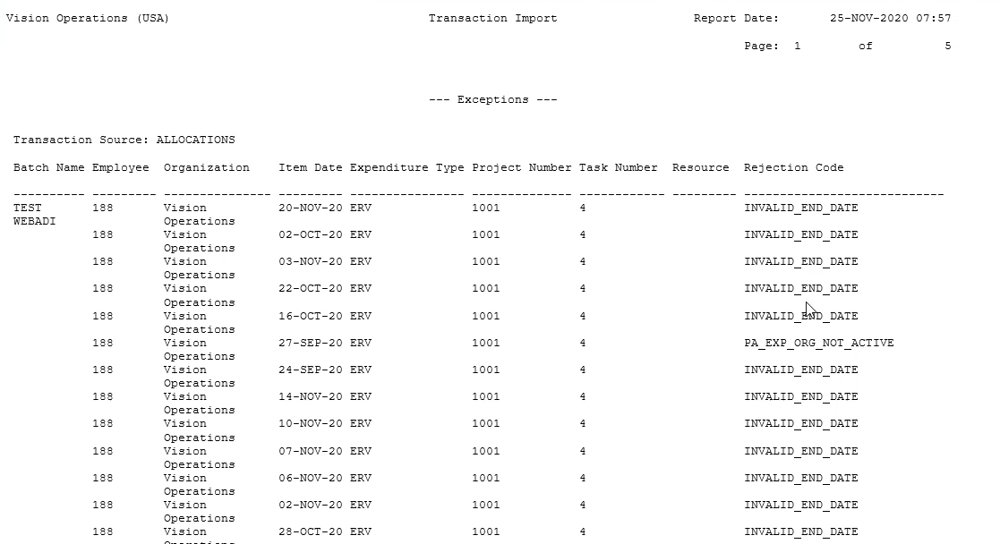 Vision Operations (USA) Transaction Import Report Date: 25-NOV-2020 07:57
Page: 1 of 5
--- Exceptions ---
Transaction Source: ALLOCATIONS
Batch Name Employee Organization Item Date Expenditure Type Project Number Task Number Resource Rejection Code
---------- --------- --------------- --------- ---------------- -------------- ------------ --------- ----------------------------
TEST 188 Vision 20-NOV-20 ERV 1001 4 INVALID_END_DATE
WEBADI Operations
188 Vision 02-OCT-20 ERV 1001 4 INVALID_END_DATE
Operations
188 Vision 03-NOV-20 ERV 1001 4 INVALID_END_DATE
Operations
188 Vision 22-OCT-20 ERV 1001 4 INVALID_END_DATE
Operations
188 Vision 16-OCT-20 ERV 1001 4 INVALID_END_DATE
Operations
188 Vision 27-SEP-20 ERV 1001 4 PA_EXP_ORG_NOT_ACTIVE
Operations
188 Vision 24-SEP-20 ERV 1001 4 INVALID_END_DATE
Operations
188 Vision 14-NOV-20 ERV 1001 4 INVALID_END_DATE
Operations
188 Vision 10-NOV-20 ERV 1001 4 INVALID_END_DATE
Operations
188 Vision 07-NOV-20 ERV 1001 4 INVALID_END_DATE
Operations
188 Vision 06-NOV-20 ERV 1001 4 INVALID_END_DATE
Operations
188 Vision 02-NOV-20 ERV 1001 4 INVALID_END_DATE
Operations
188 Vision 28-OCT-20 ERV 1001 4 INVALID_END_DATE
Operations